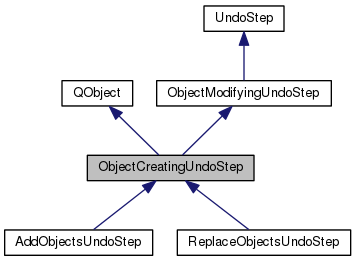 UndoStep
QObject
ObjectModifyingUndoStep
ObjectCreatingUndoStep
AddObjectsUndoStep
ReplaceObjectsUndoStep